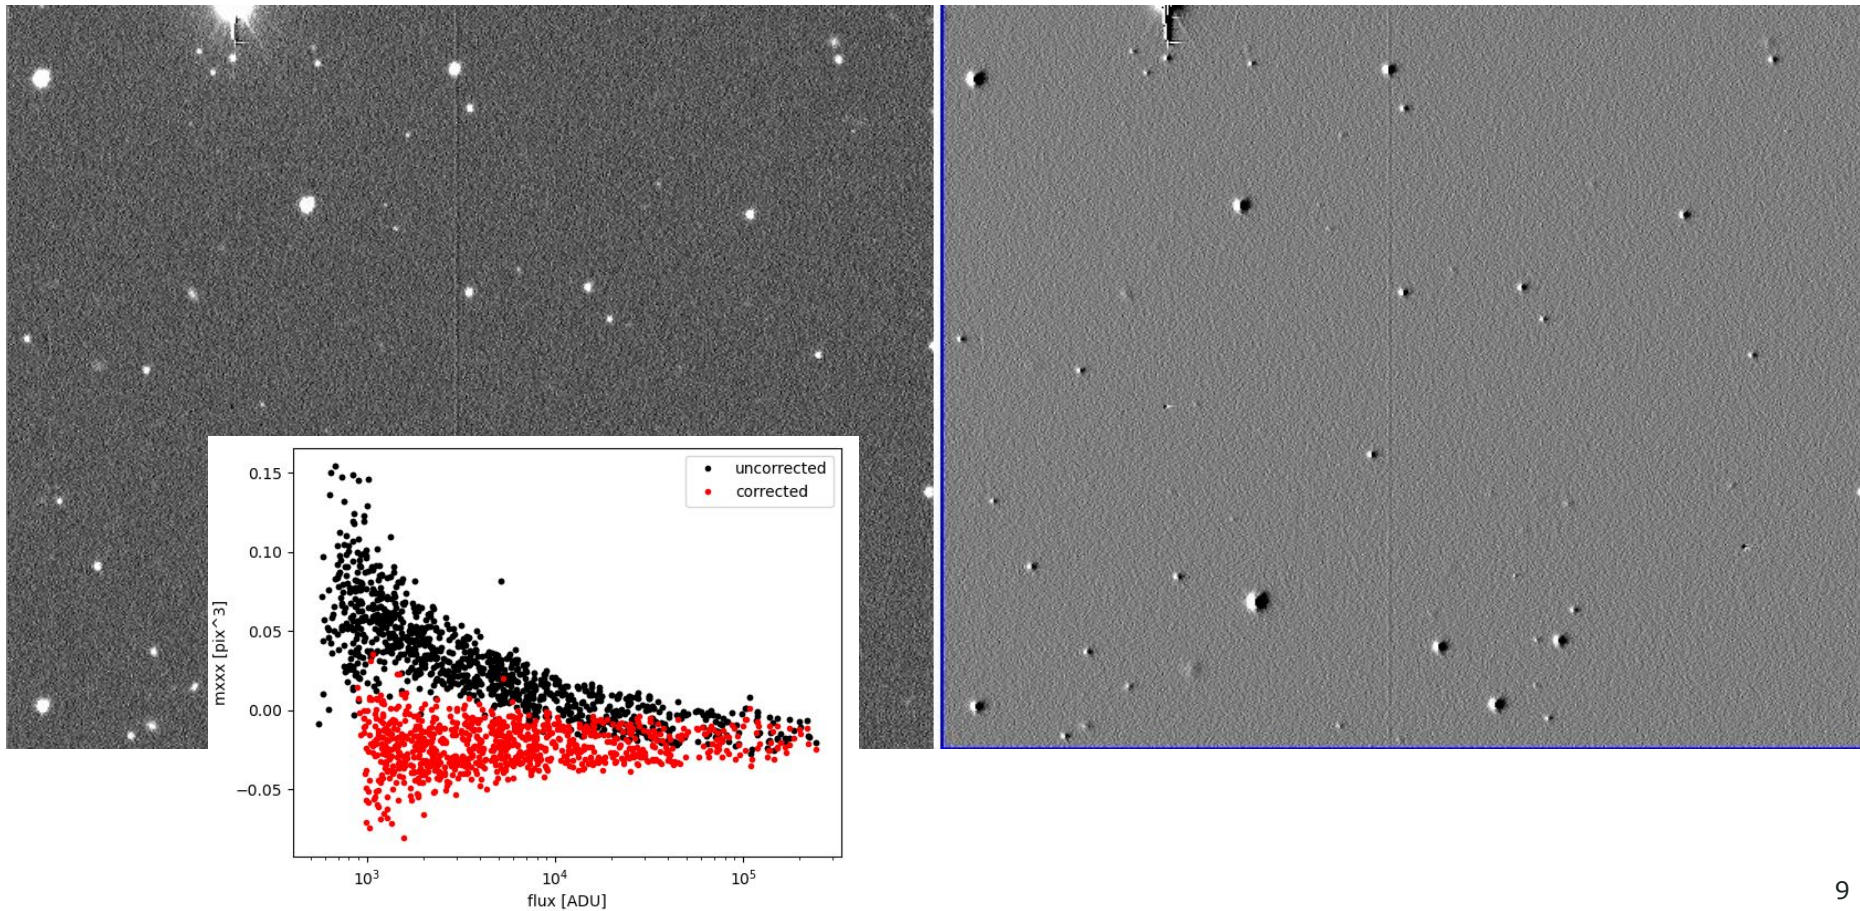 uncorrected
corrected
0.15
0.10
0.05
0.00
−0.05
mxxx [pix^3]
10^3
10^4
10^5
flux [ADU]
9